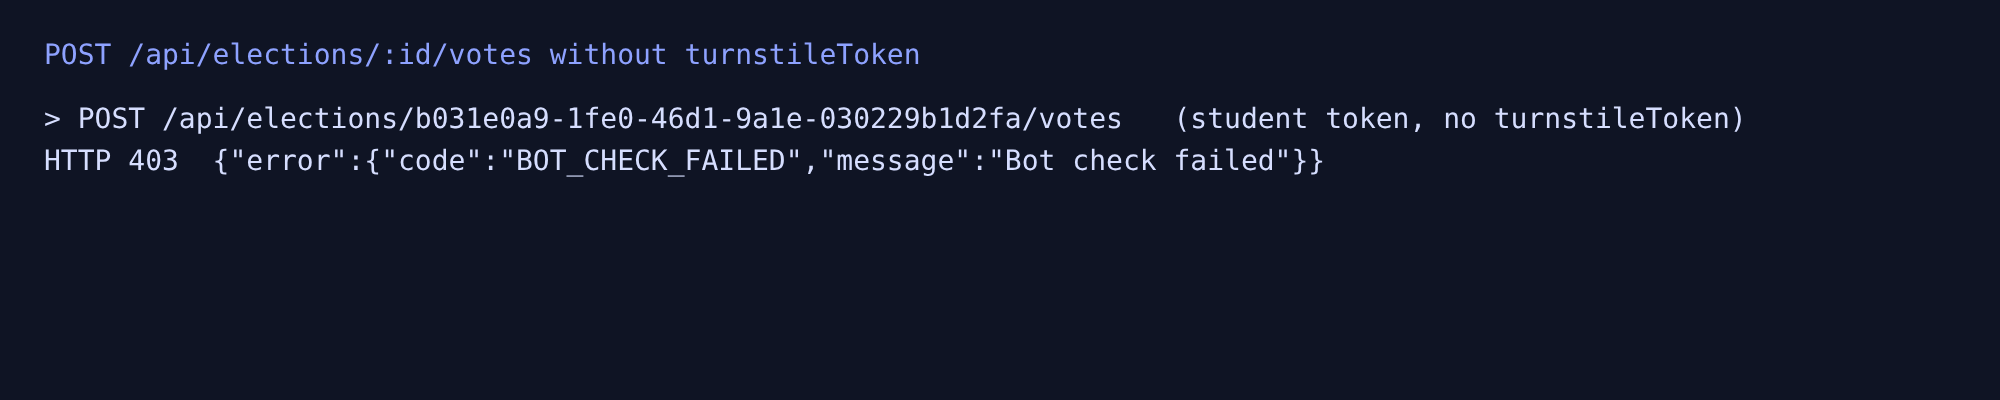 POST /api/elections/:id/votes without turnstileToken
> POST /api/elections/b031e0a9-1fe0-46d1-9a1e-030229b1d2fa/votes   (student token, no turnstileToken)
HTTP 403  {"error":{"code":"BOT_CHECK_FAILED","message":"Bot check failed"}}